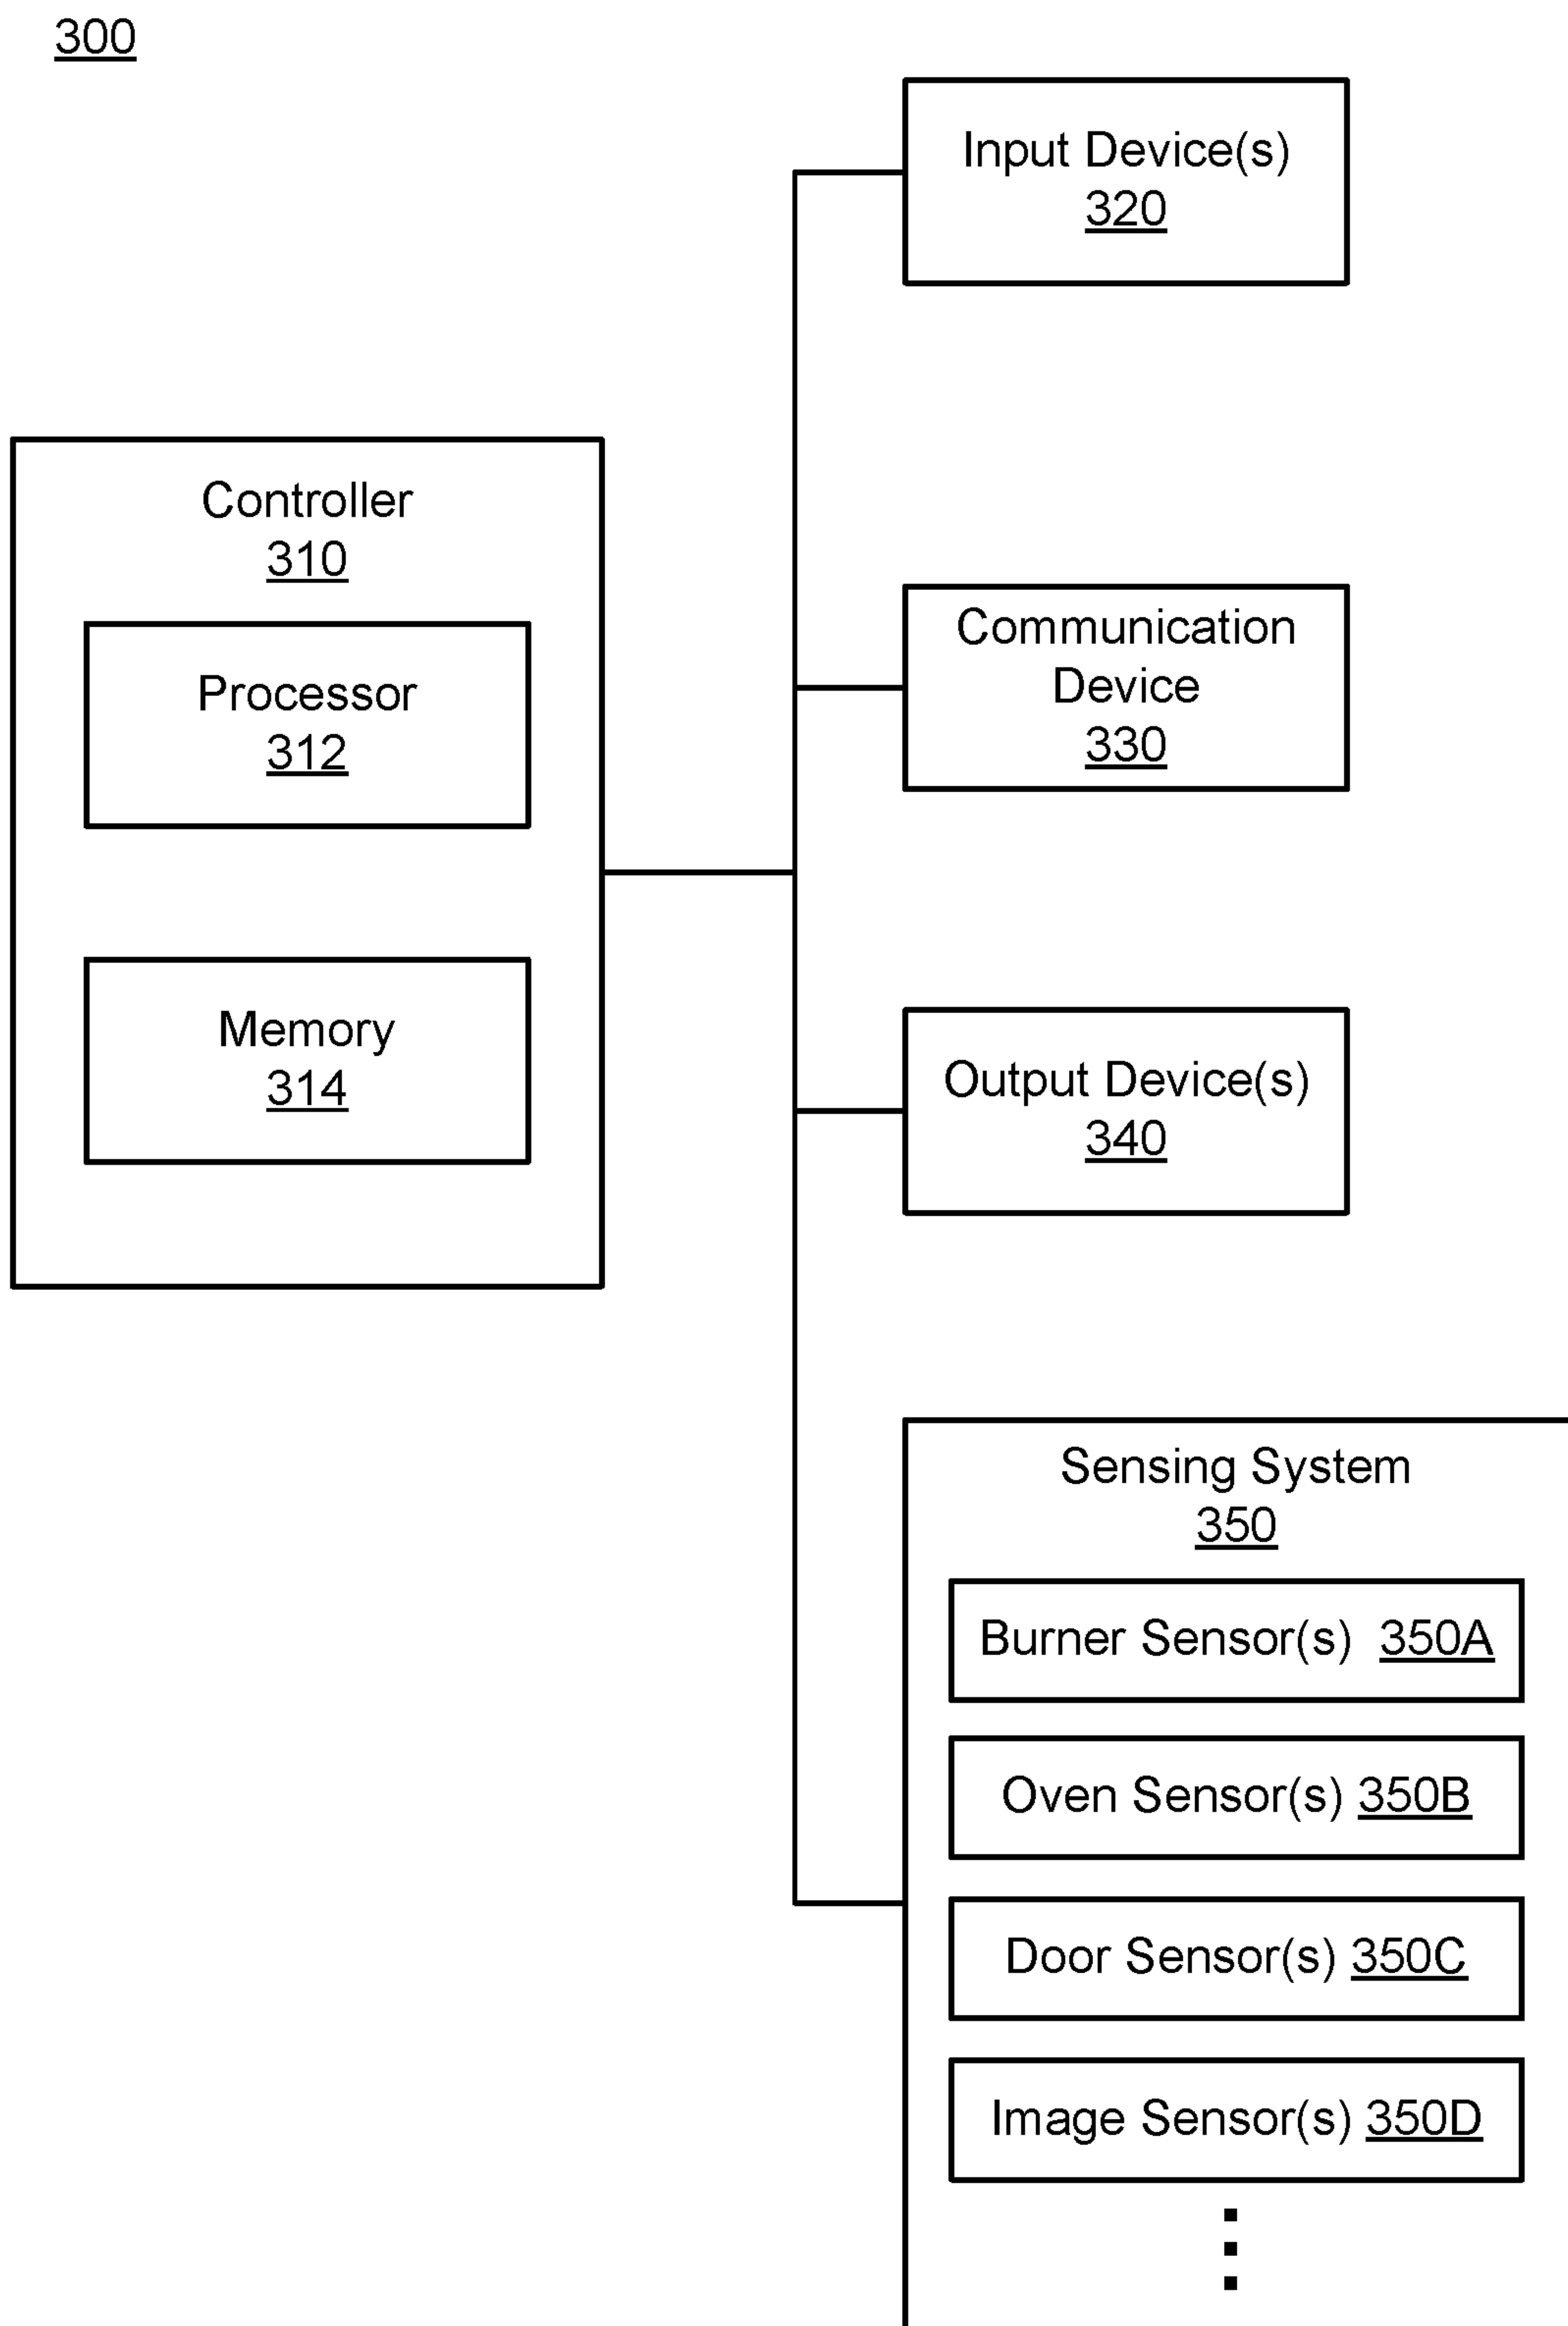 300
Input Device(s)
320
Controller
310
Processor
312
Memory
314
Communication
Device
330
Output Device(s)
340
Sensing System
350
Burner Sensor(s) 350A
Oven Sensor(s) 350B
Door Sensor(s) 350C
Image Sensor(s) 350D